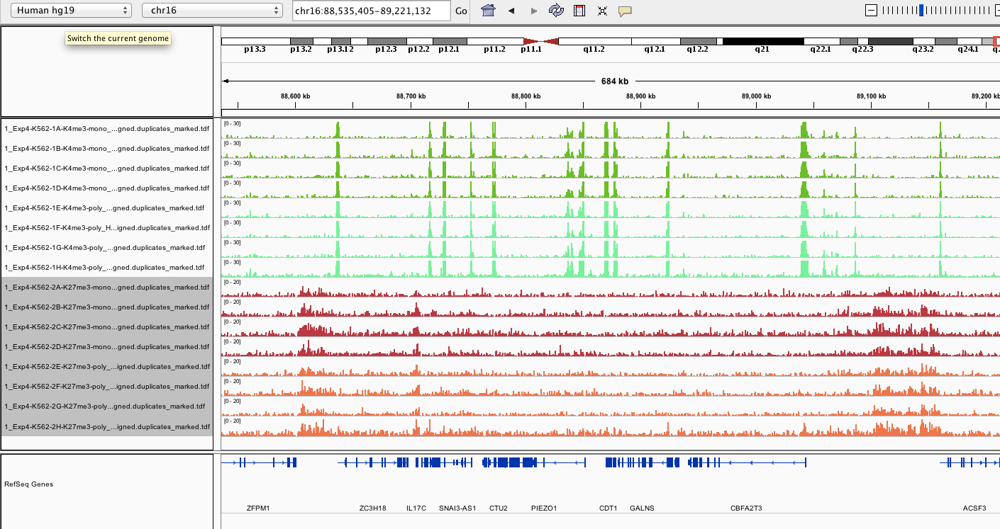 Human hg19 chr16 chr16:88,535,405-89,221,132 Go
Switch the current genome
p13.3 p13.2 p13.12 p12.3 p12.2 p12.1 p11.2 p11.1 q11.2 q12.1 q12.2 q21 q22.1 q22.3 q23.2 q24.1
684 kb
88,600 kb 88,700 kb 88,800 kb 88,900 kb 89,000 kb 89,100 kb 89,200 kb
1_Exp4-K562-1A-K4me3-mono_...gned.duplicates_marked.tdf [0 - 30]
1_Exp4-K562-1B-K4me3-mono_...gned.duplicates_marked.tdf [0 - 30]
1_Exp4-K562-1C-K4me3-mono_...gned.duplicates_marked.tdf [0 - 30]
1_Exp4-K562-1D-K4me3-mono_...gned.duplicates_marked.tdf [0 - 30]
1_Exp4-K562-1E-K4me3-poly_...gned.duplicates_marked.tdf [0 - 30]
1_Exp4-K562-1F-K4me3-poly_H...igned.duplicates_marked.tdf [0 - 30]
1_Exp4-K562-1G-K4me3-poly_...gned.duplicates_marked.tdf [0 - 30]
1_Exp4-K562-1H-K4me3-poly_...gned.duplicates_marked.tdf [0 - 30]
1_Exp4-K562-2A-K27me3-mono...gned.duplicates_marked.tdf [0 - 20]
1_Exp4-K562-2B-K27me3-mono...gned.duplicates_marked.tdf [0 - 20]
1_Exp4-K562-2C-K27me3-mono...gned.duplicates_marked.tdf [0 - 20]
1_Exp4-K562-2D-K27me3-mono...gned.duplicates_marked.tdf [0 - 20]
1_Exp4-K562-2E-K27me3-poly_...igned.duplicates_marked.tdf [0 - 20]
1_Exp4-K562-2F-K27me3-poly_...igned.duplicates_marked.tdf [0 - 20]
1_Exp4-K562-2G-K27me3-poly...gned.duplicates_marked.tdf [0 - 20]
1_Exp4-K562-2H-K27me3-poly_...igned.duplicates_marked.tdf [0 - 20]
RefSeq Genes
ZFPM1 ZC3H18 IL17C SNAI3-AS1 CTU2 PIEZO1 CDT1 GALNS CBFA2T3 ACSF3